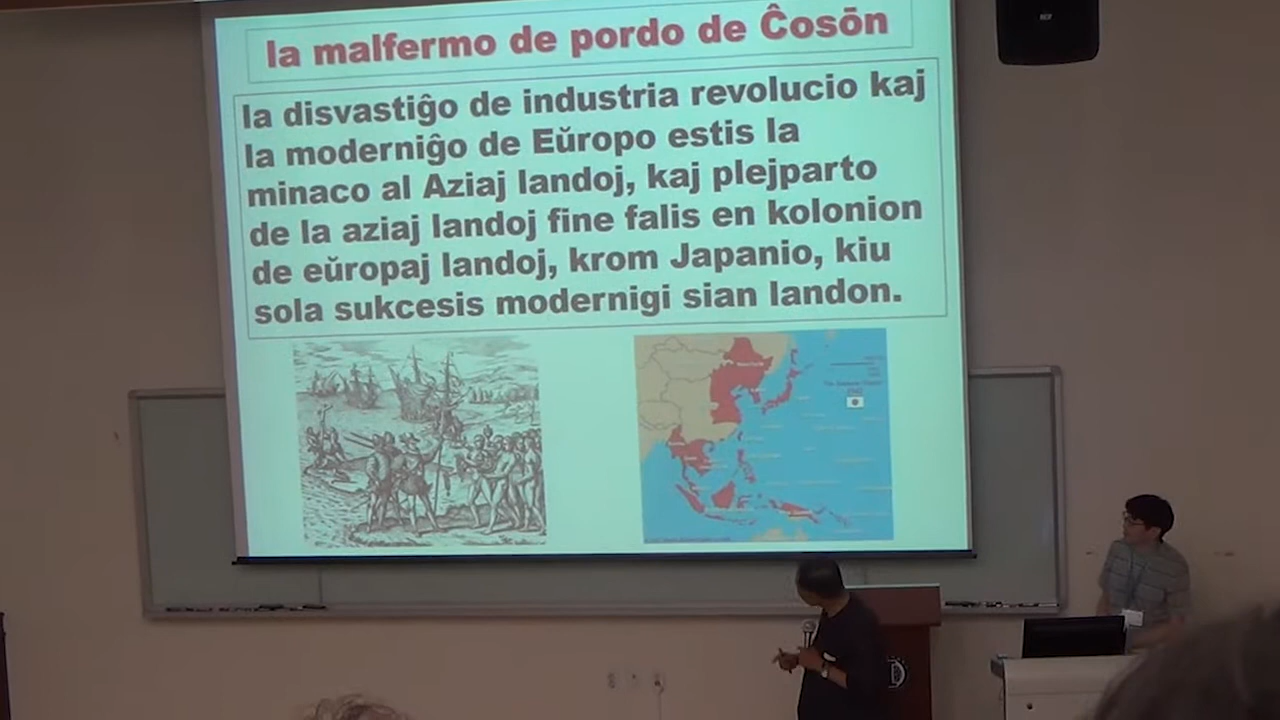 la malfermo de pordo de Ĉosōn
la disvastiĝo de industria revolucio kaj
la moderniĝo de Eŭropo estis la
minaco al Aziaj landoj, kaj plejparto
de la aziaj landoj fine falis en kolonion
de eŭropaj landoj, krom Japanio, kiu
sola sukcesis modernigi sian landon.